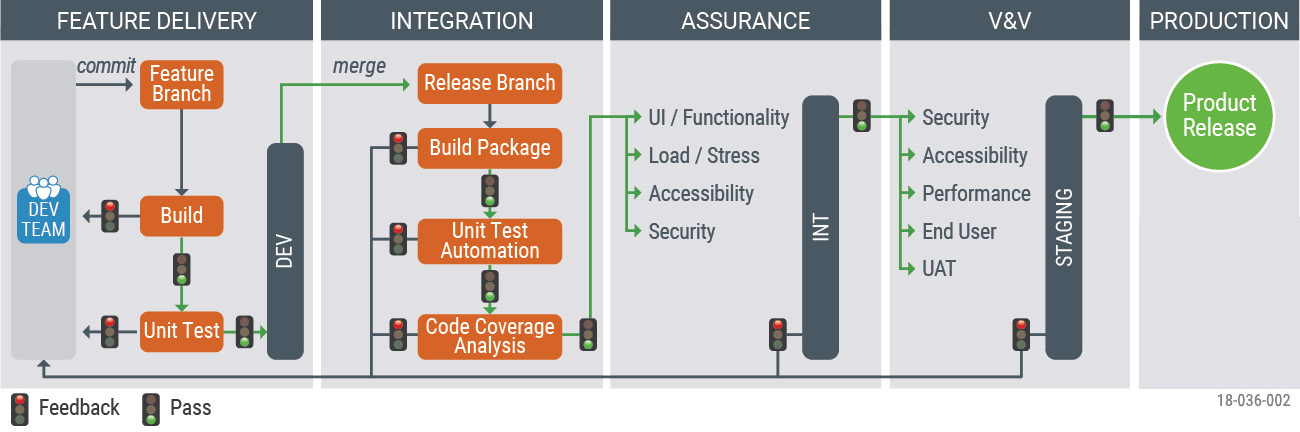 FEATURE DELIVERY
INTEGRATION
ASSURANCE
V&V
PRODUCTION
commit
Feature
Branch
DEV
TEAM
Build
Unit Test
DEV
merge
Release Branch
Build Package
Unit Test
Automation
Code Coverage
Analysis
UI / Functionality
Load / Stress
Accessibility
Security
INT
Security
Accessibility
Performance
End User
UAT
STAGING
Product
Release
Feedback
Pass
18-036-002